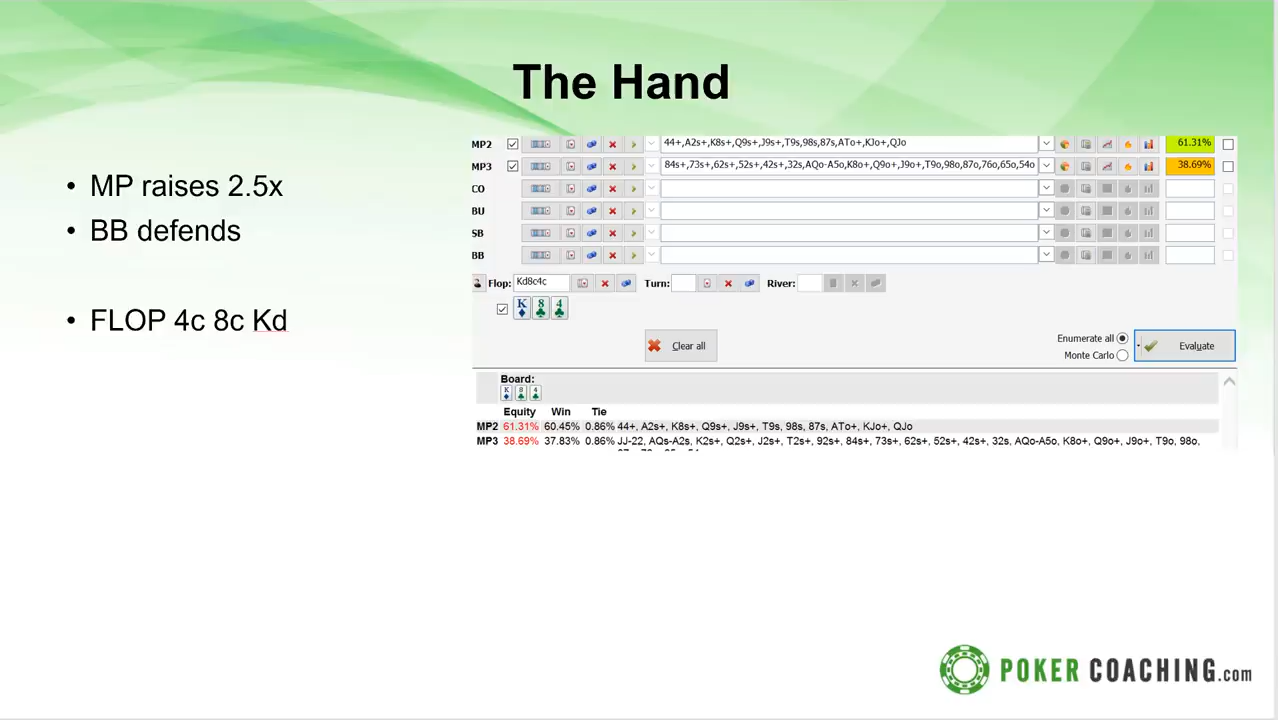 The Hand
• MP raises 2.5x
• BB defends
• FLOP 4c 8c Kd
MP2 44+,A2s+,K8s+,Q9s+,J9s+,T9s,98s,87s,ATo+,KJo+,QJo 61.31%
MP3 84s+,73s+,62s+,52s+,42s+,32s,AQo-A5o,K8o+,Q9o+,J9o+,T9o,98o,87o,76o,65o,54o 38.69%
CO
BU
SB
BB
Flop: Kd8c4c Turn: River:
K 8 4
Clear all
Enumerate all
Monte Carlo
Evaluate
Board:
K 8 4
Equity Win Tie
MP2 61.31% 60.45% 0.86% 44+, A2s+, K8s+, Q9s+, J9s+, T9s, 98s, 87s, ATo+, KJo+, QJo
MP3 38.69% 37.83% 0.86% JJ-22, AQs-A2s, K2s+, Q2s+, J2s+, T2s+, 92s+, 84s+, 73s+, 62s+, 52s+, 42s+, 32s, AQo-A5o, K8o+, Q9o+, J9o+, T9o, 98o,
POKER COACHING.com